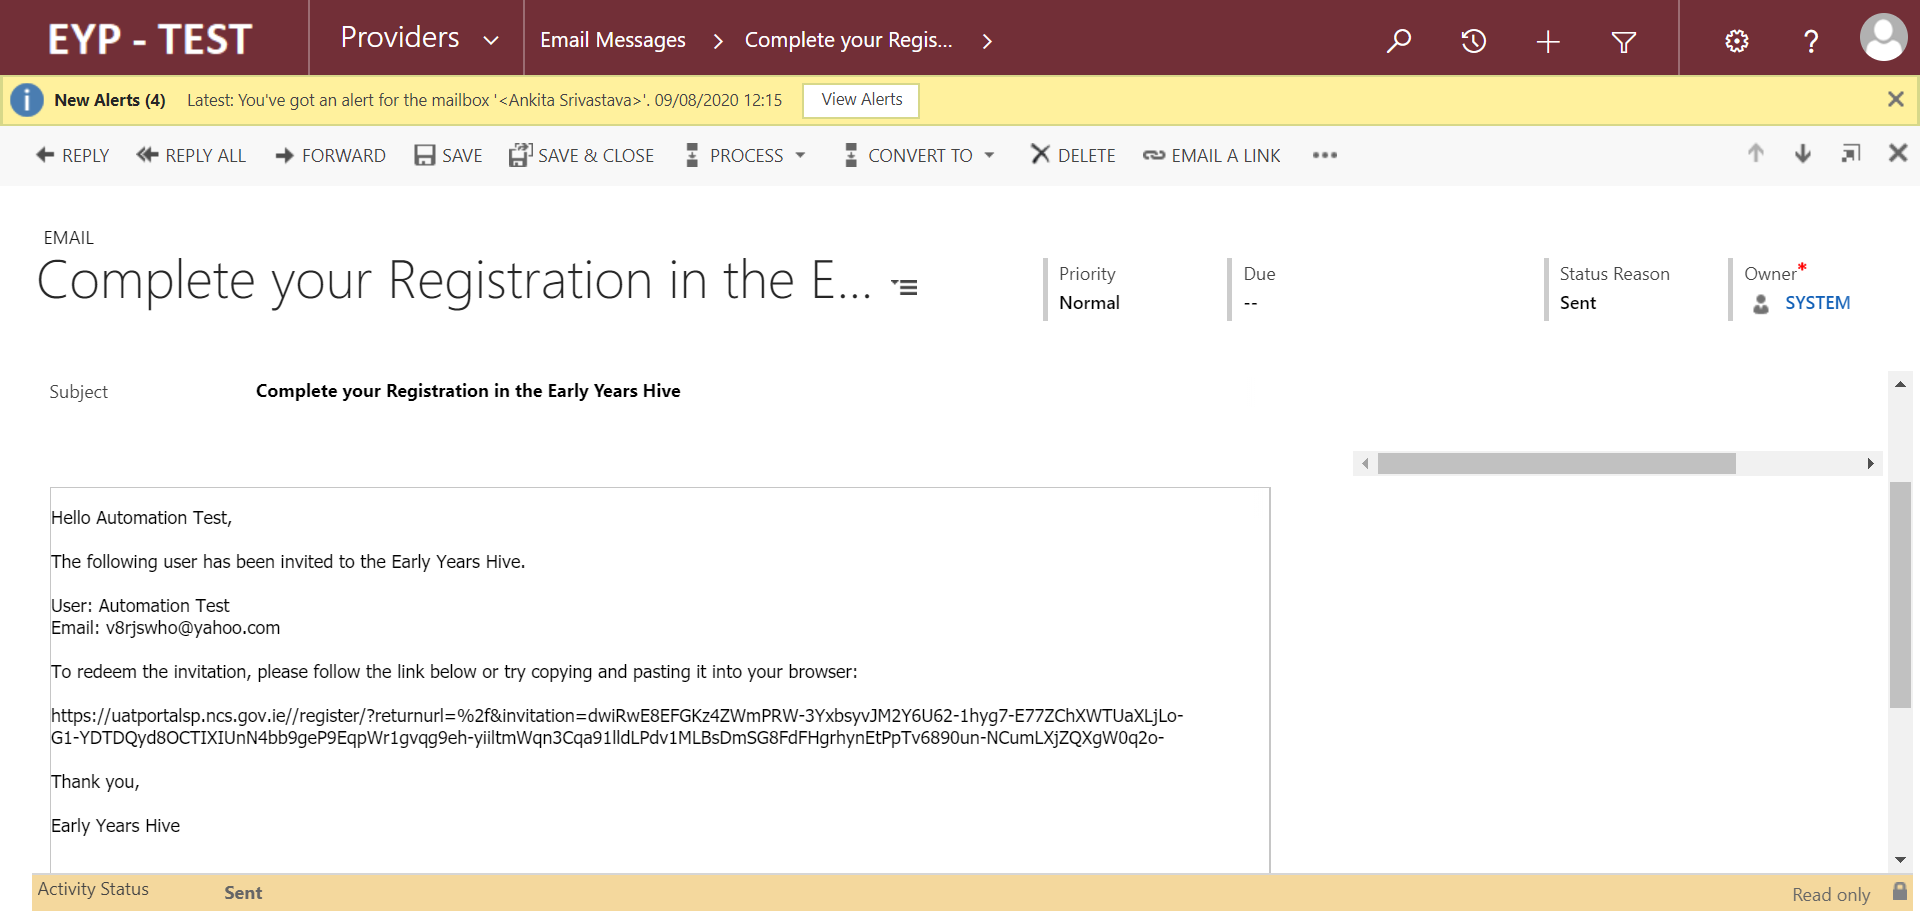 EYP - TEST
Providers
Email Messages
Complete your Regis...
New Alerts (4) Latest: You've got an alert for the mailbox '<Ankita Srivastava>'. 09/08/2020 12:15 View Alerts
REPLY REPLY ALL FORWARD SAVE SAVE & CLOSE PROCESS CONVERT TO DELETE EMAIL A LINK
EMAIL
Complete your Registration in the E...
Priority
Normal
Due
--
Status Reason
Sent
Owner*
SYSTEM
Subject Complete your Registration in the Early Years Hive
Hello Automation Test,
The following user has been invited to the Early Years Hive.
User: Automation Test
Email: v8rjswho@yahoo.com
To redeem the invitation, please follow the link below or try copying and pasting it into your browser:
https://uatportalsp.ncs.gov.ie//register/?returnurl=%2f&invitation=dwiRwE8EFGKz4ZWmPRW-3YxbsyvJM2Y6U62-1hyg7-E77ZChXWTUaXLjLo-
G1-YDTDQyd8OCTIXIUnN4bb9geP9EqpWr1gvqg9eh-yiiltmWqn3Cqa91lldLPdv1MLBsDmSG8FdFHgrhynEtPpTv6890un-NCumLXjZQXgW0q2o-
Thank you,
Early Years Hive
Activity Status Sent Read only